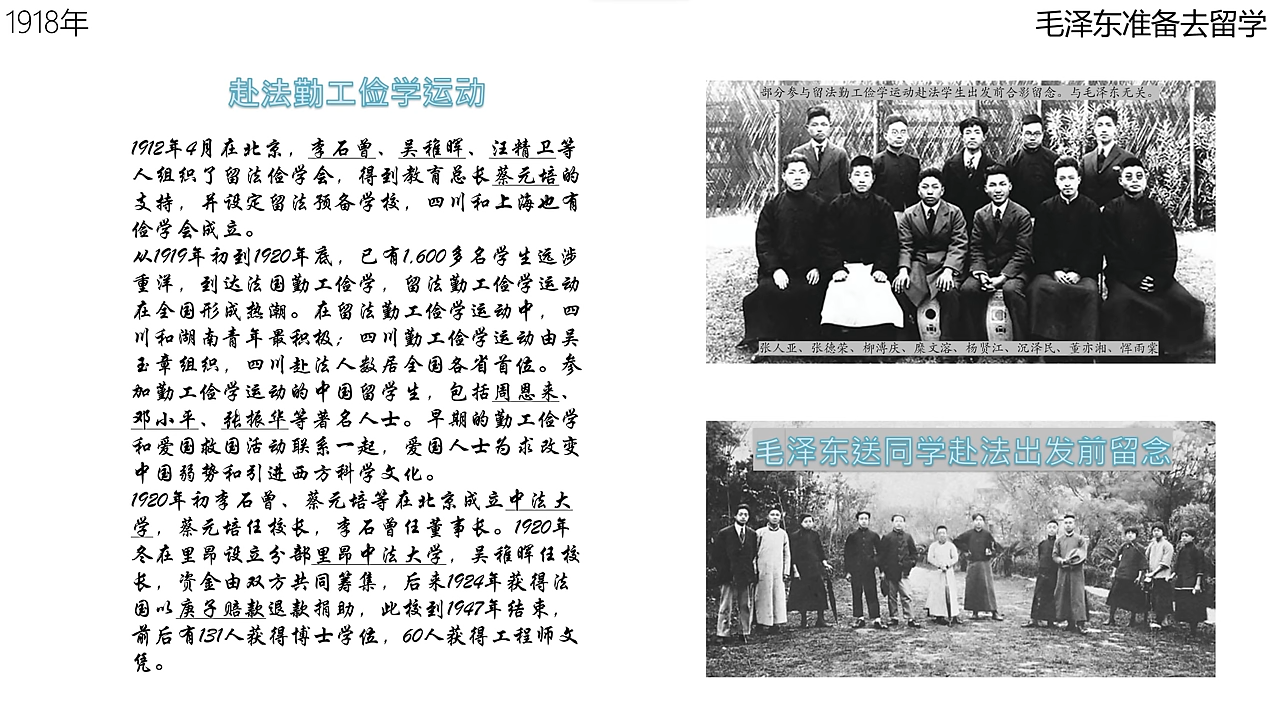 1918年
毛泽东准备去留学
赴法勤工俭学运动
1912年4月在北京，李石曾、吴稚晖、汪精卫等
人组织了留法俭学会，得到教育总长蔡元培的
支持，并设定留法预备学校，四川和上海也有
俭学会成立。
从1919年初到1920年底，已有1,600多名学生远涉
重洋，到达法国勤工俭学，留法勤工俭学运动
在全国形成热潮。在留法勤工俭学运动中，四
川和湖南青年最积极；四川勤工俭学运动由吴
玉章组织，四川赴法人数居全国各省首位。参
加勤工俭学运动的中国留学生，包括周恩来、
邓小平、张振华等著名人士。早期的勤工俭学
和爱国救国活动联系一起，爱国人士为求改变
中国弱势和引进西方科学文化。
1920年初李石曾、蔡元培等在北京成立中法大
学，蔡元培任校长，李石曾任董事长。1920年
冬在里昂设立分部里昂中法大学，吴稚晖任校
长，资金由双方共同筹集，后来1924年获得法
国以庚子赔款退款捐助，此校到1947年结束，
前后有131人获得博士学位，60人获得工程师文
凭。
部分参与留法勤工俭学运动赴法学生出发前合影留念。与毛泽东无关。
张人亚、张德荣、柳溥庆、糜文溶、杨贤江、沉泽民、董亦湘、恽雨棠
毛泽东送同学赴法出发前留念